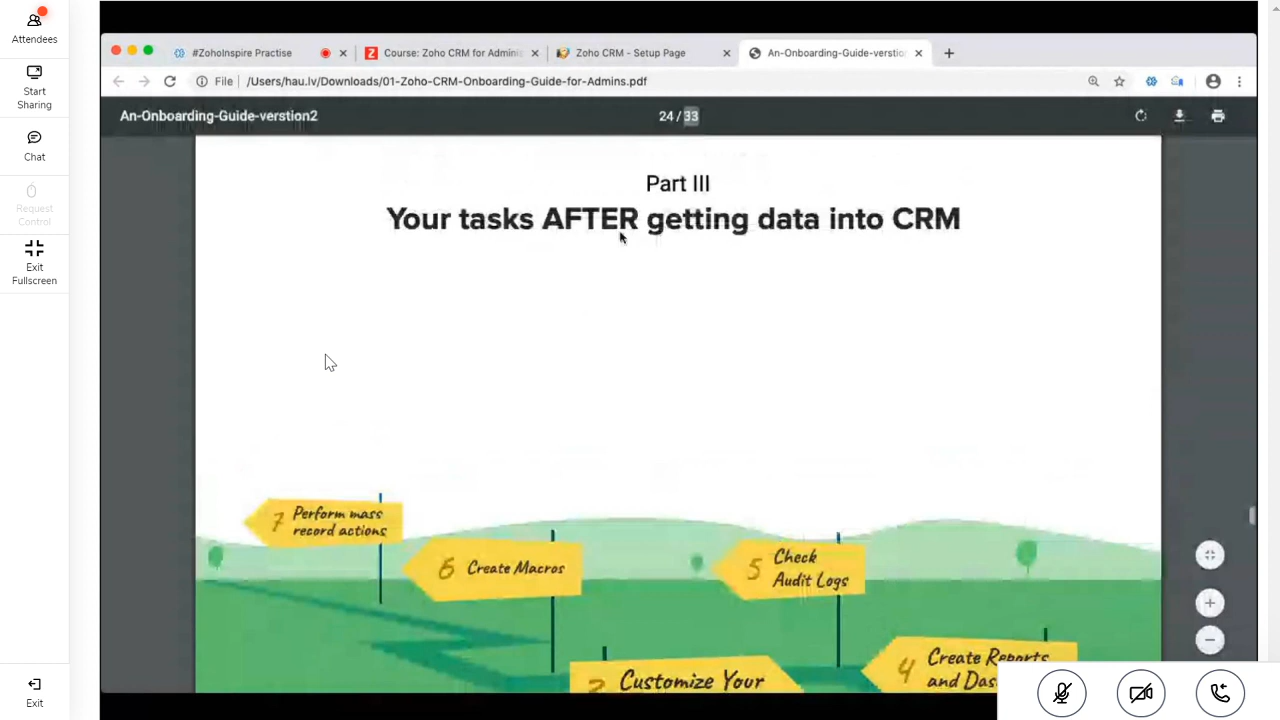 Attendees
Start
Sharing
Chat
Request
Control
Exit
Fullscreen
Exit
#ZohoInspire Practise
Course: Zoho CRM for Admini
Zoho CRM - Setup Page
An-Onboarding-Guide-verstio
File
/Users/hau.lv/Downloads/01-Zoho-CRM-Onboarding-Guide-for-Admins.pdf
An-Onboarding-Guide-verstion2
24 / 33
Part III
Your tasks AFTER getting data into CRM
7 Perform mass
record actions
6 Create Macros
5 Check
Audit Logs
Customize Your
4 Create Reports
and Das